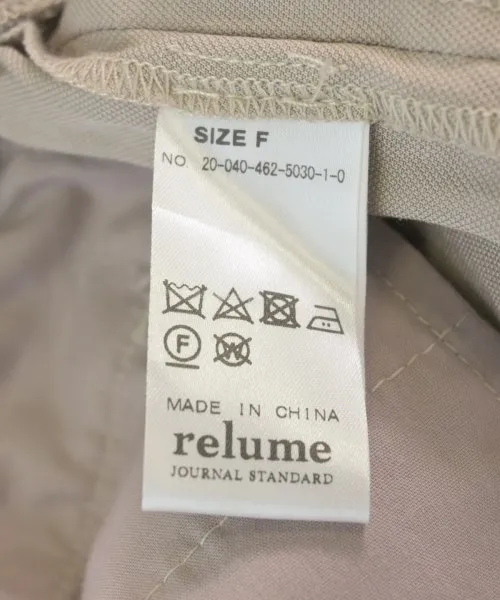 SIZE F
NO. 20-040-462-5030-1-0
F W
MADE IN CHINA
relume
JOURNAL STANDARD